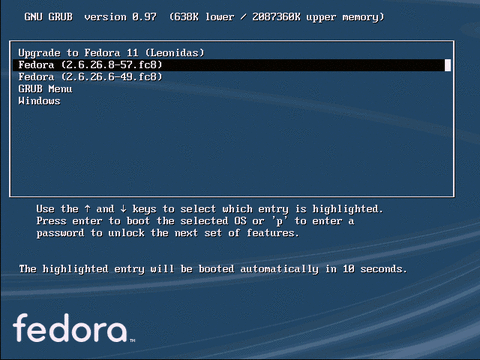 GNU GRUB  version 0.97  (638K lower / 2087360K upper memory)
Upgrade to Fedora 11 (Leonidas)
Fedora (2.6.26.8-57.fc8)
Fedora (2.6.26.6-49.fc8)
GRUB Menu
Windows
Use the ↑ and ↓ keys to select which entry is highlighted.
Press enter to boot the selected OS or 'p' to enter a
password to unlock the next set of features.
The highlighted entry will be booted automatically in 10 seconds.
fedora™